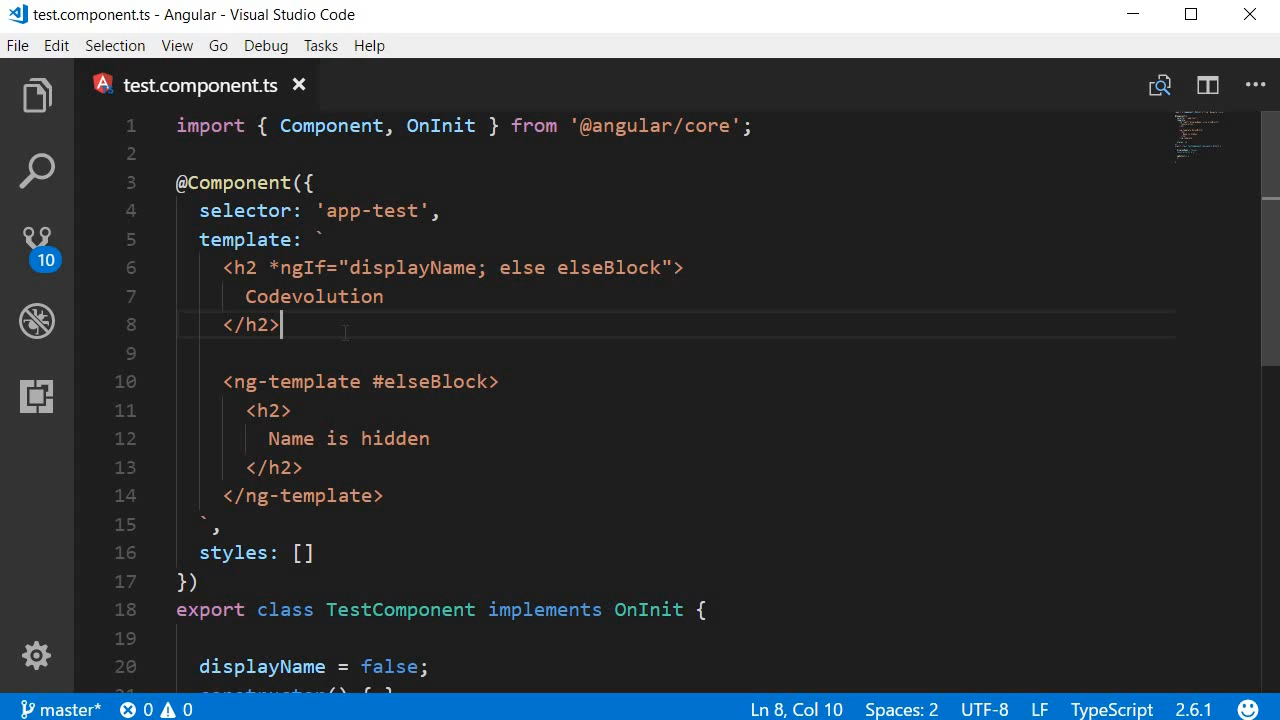 test.component.ts - Angular - Visual Studio Code
File Edit Selection View Go Debug Tasks Help
test.component.ts
1 import { Component, OnInit } from '@angular/core';
2
3 @Component({
4 selector: 'app-test',
5 template: `
6 <h2 *ngIf="displayName; else elseBlock">
7 Codevolution
8 </h2>
9
10 <ng-template #elseBlock>
11 <h2>
12 Name is hidden
13 </h2>
14 </ng-template>
15 `,
16 styles: []
17 })
18 export class TestComponent implements OnInit {
19
20 displayName = false;
21 constructor() { }
10
master* 0 0 Ln 8, Col 10 Spaces: 2 UTF-8 LF TypeScript 2.6.1